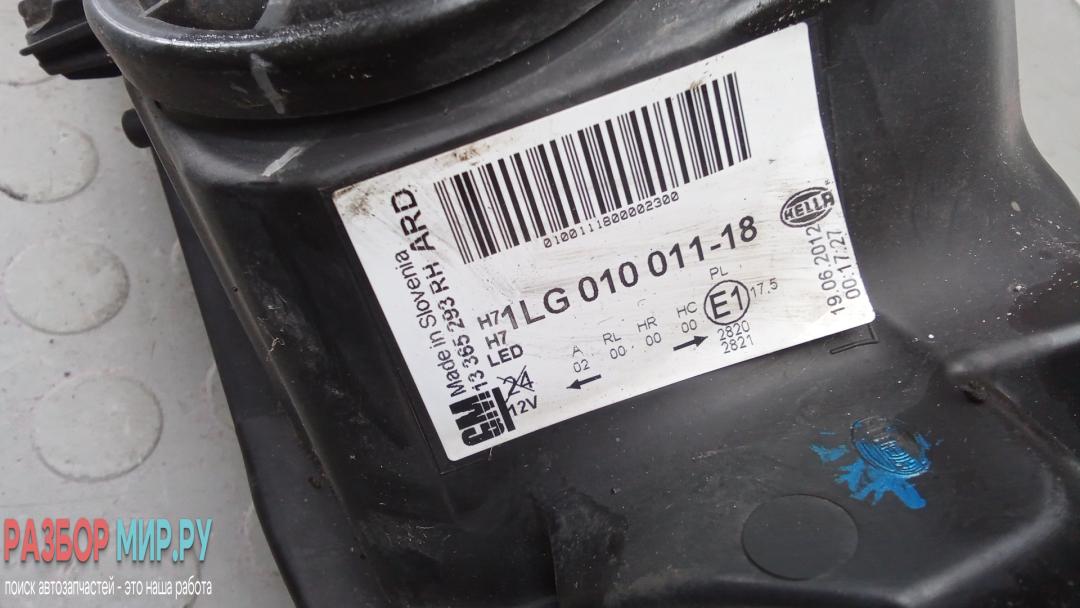 0100111800002300
1LG 010 011-18
HELLA
19.06.2012
00:17:27
Made in Slovenia
13 365 293 RH ARD
GM
H7
H7
LED
12V
A
02
RL
00
HR
00
HC
00
PL
E1
17.5
2820
2821
РАЗБОР МИР.РУ
поиск автозапчастей - это наша работа